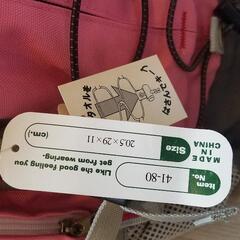 Item No.
41-80
Size
20.5×29×11 (cm).
MADE IN CHINA
Like the good feeling you
get from wearing.